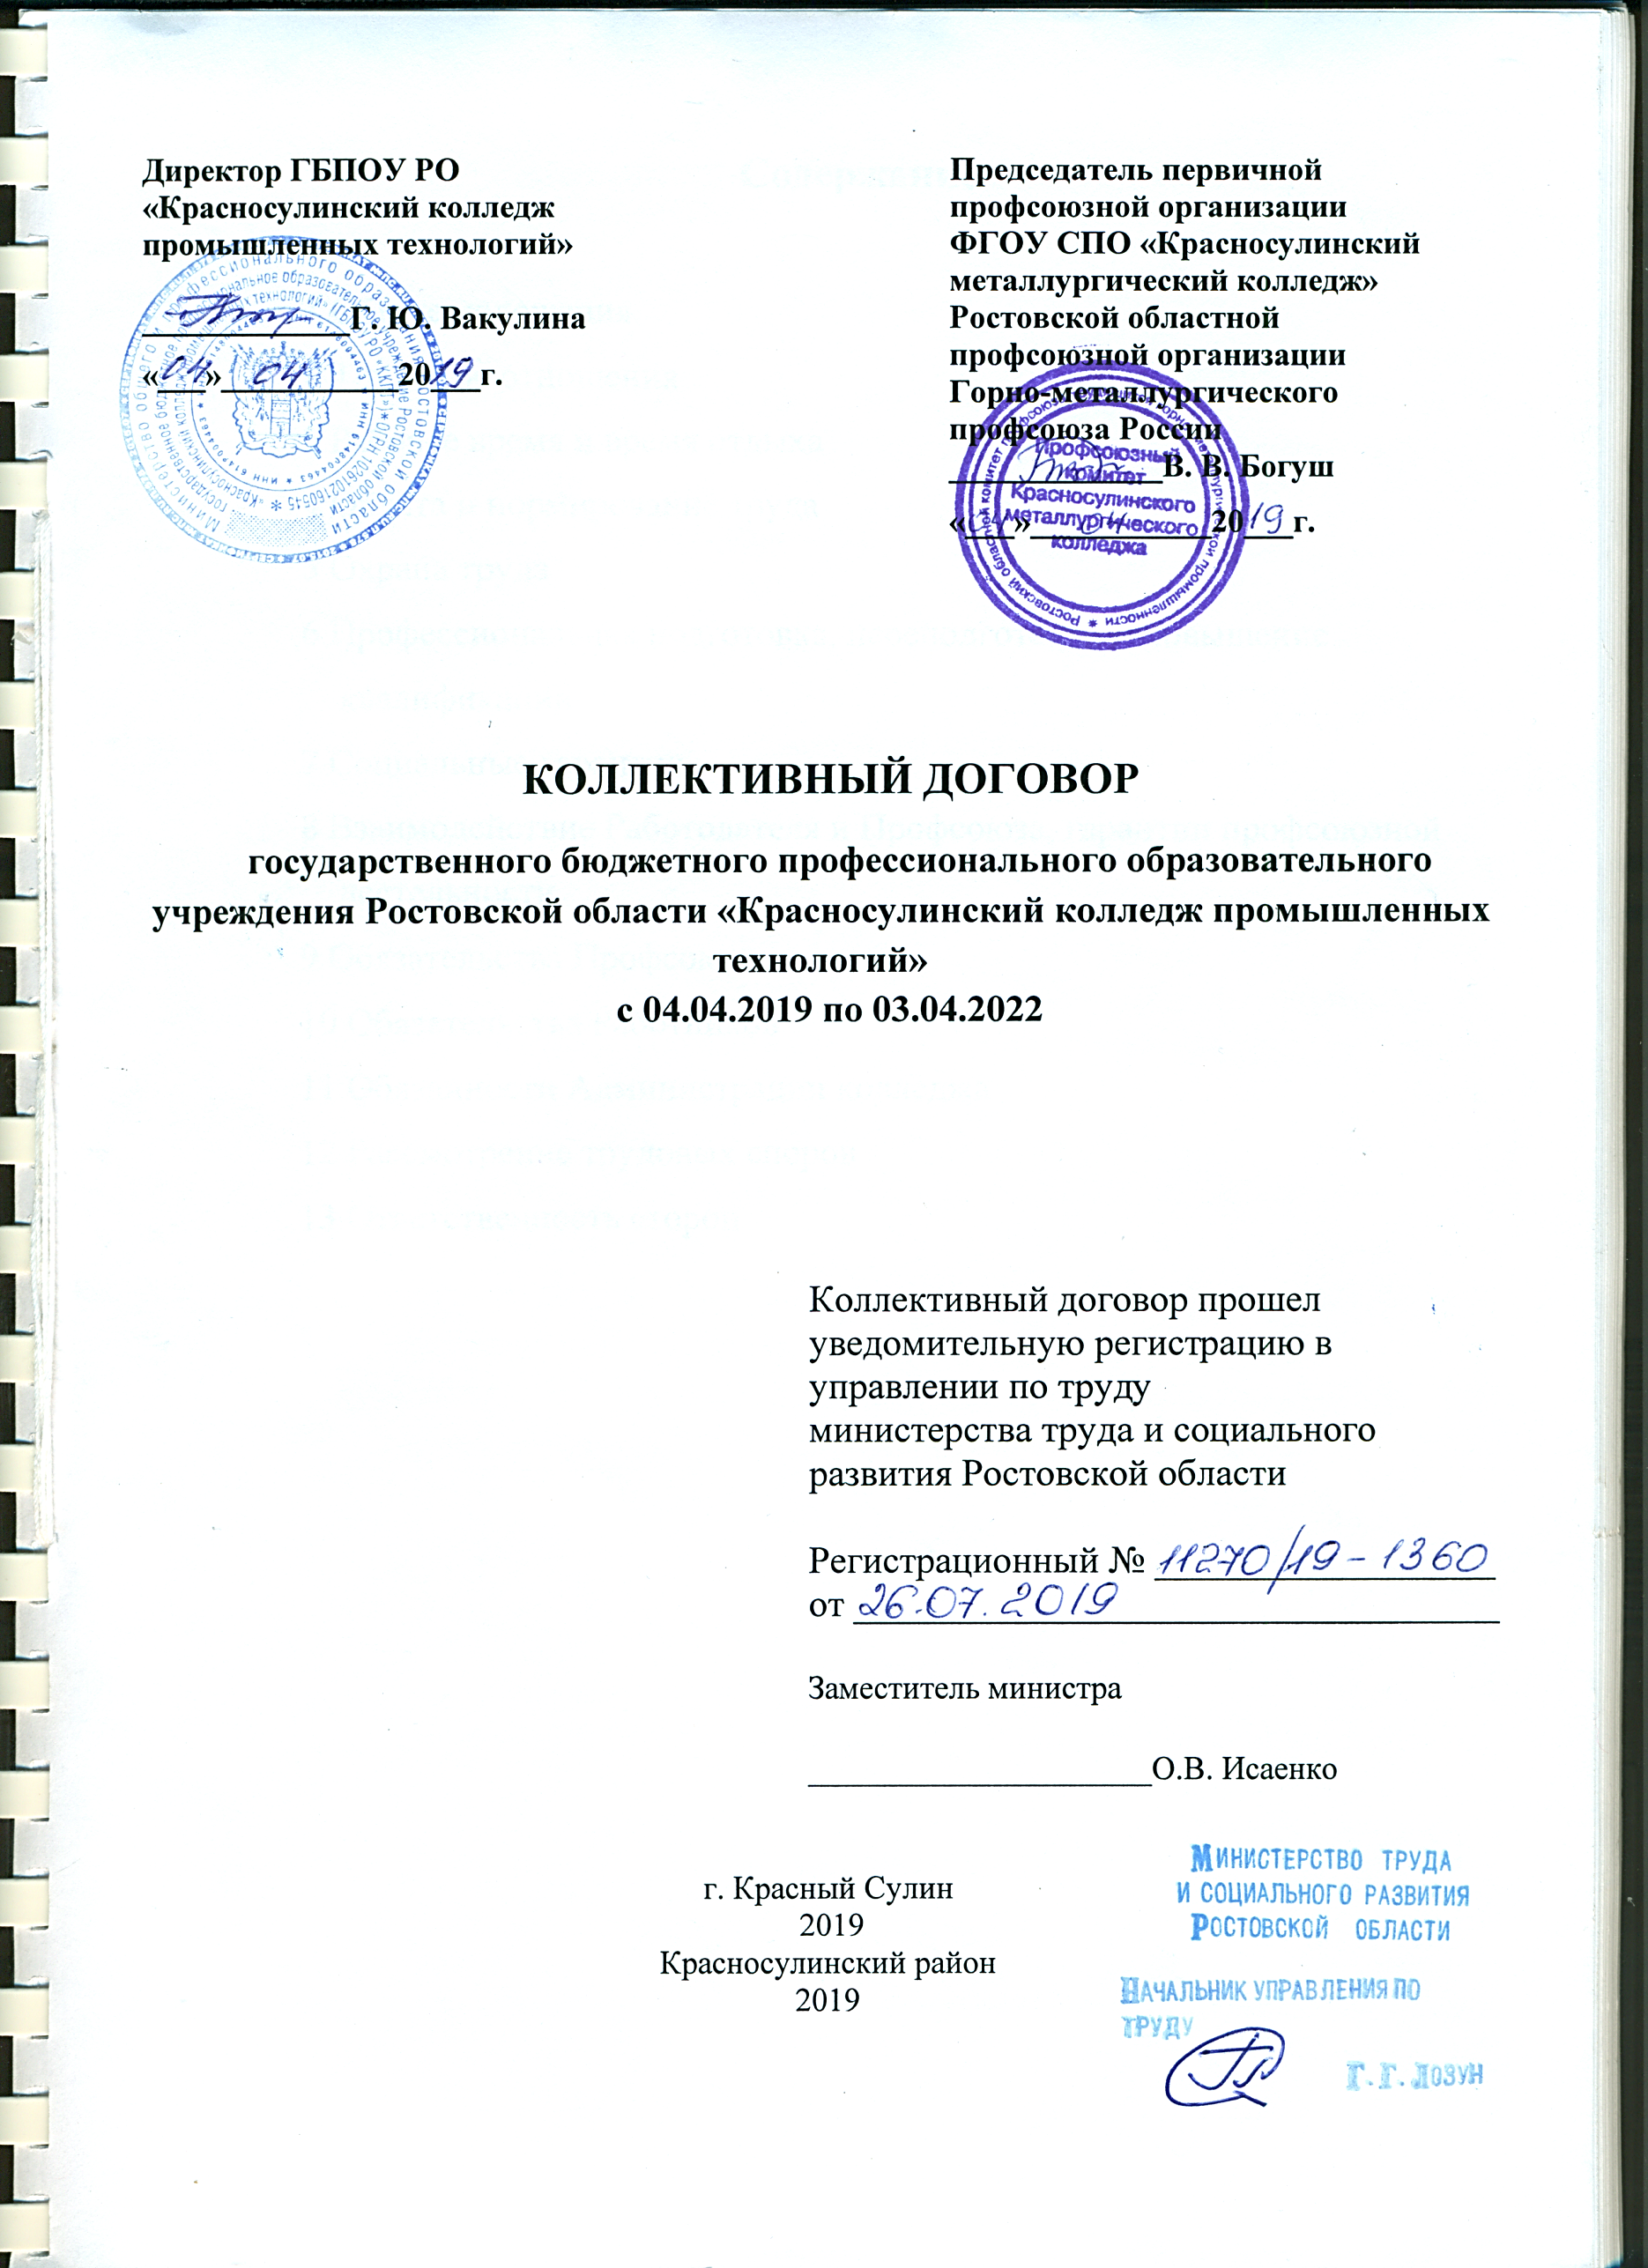 Директор ГБПОУ РО
«Красносулинский колледж
промышленных технологий»
Г. Ю. Вакулина
«04» 04 2019 г.
Председатель первичной
профсоюзной организации
ФГОУ СПО «Красносулинский
металлургический колледж»
Ростовской областной
профсоюзной организации
Горно-металлургического
профсоюза России
В. В. Богуш
«04» 04 2019 г.
Профсоюзный
комитет
Красносулинского
металлургического
колледжа
КОЛЛЕКТИВНЫЙ ДОГОВОР
государственного бюджетного профессионального образовательного
учреждения Ростовской области «Красносулинский колледж промышленных
технологий»
с 04.04.2019 по 03.04.2022
Коллективный договор прошел
уведомительную регистрацию в
управлении по труду
министерства труда и социального
развития Ростовской области
Регистрационный № 11270/19-1360
от 26.07.2019
Заместитель министра
О.В. Исаенко
г. Красный Сулин
2019
Красносулинский район
2019
Министерство труда
и социального развития
Ростовской области
Начальник управления по
труду
Г.Г. Лозун